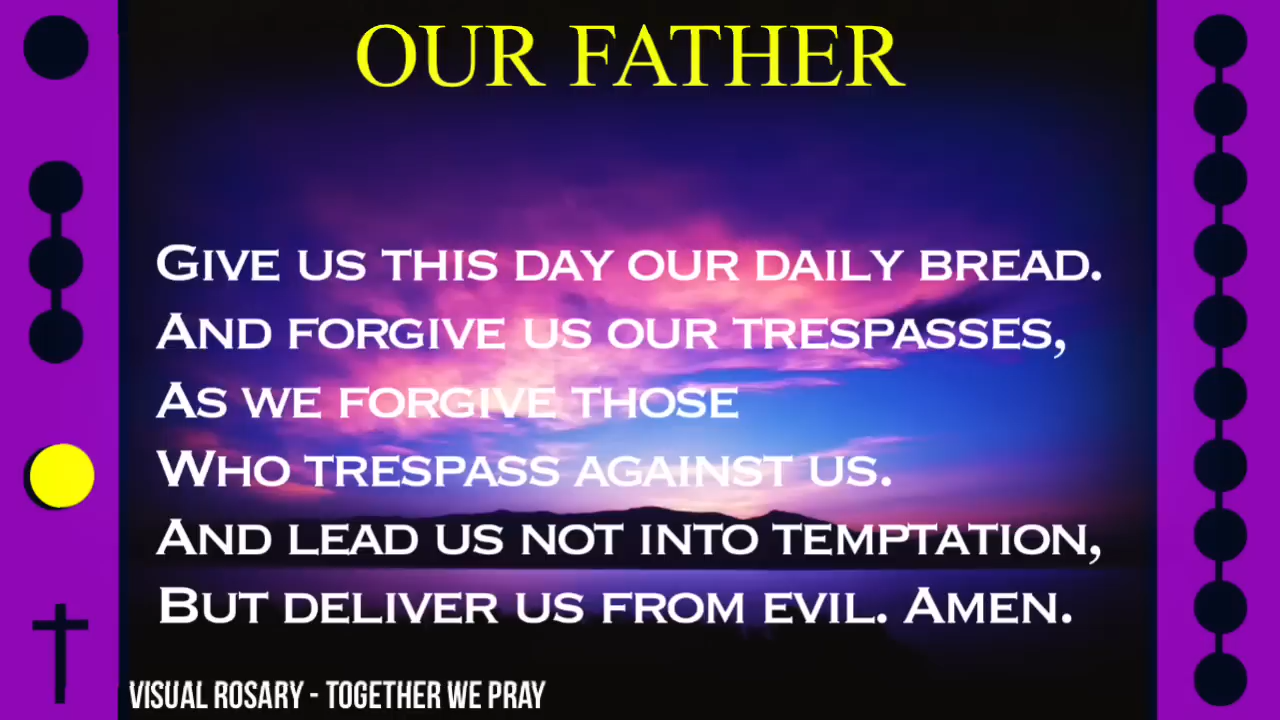 OUR FATHER
Give us this day our daily bread.
And forgive us our trespasses,
As we forgive those
Who trespass against us.
And lead us not into temptation,
But deliver us from evil. Amen.
VISUAL ROSARY - TOGETHER WE PRAY